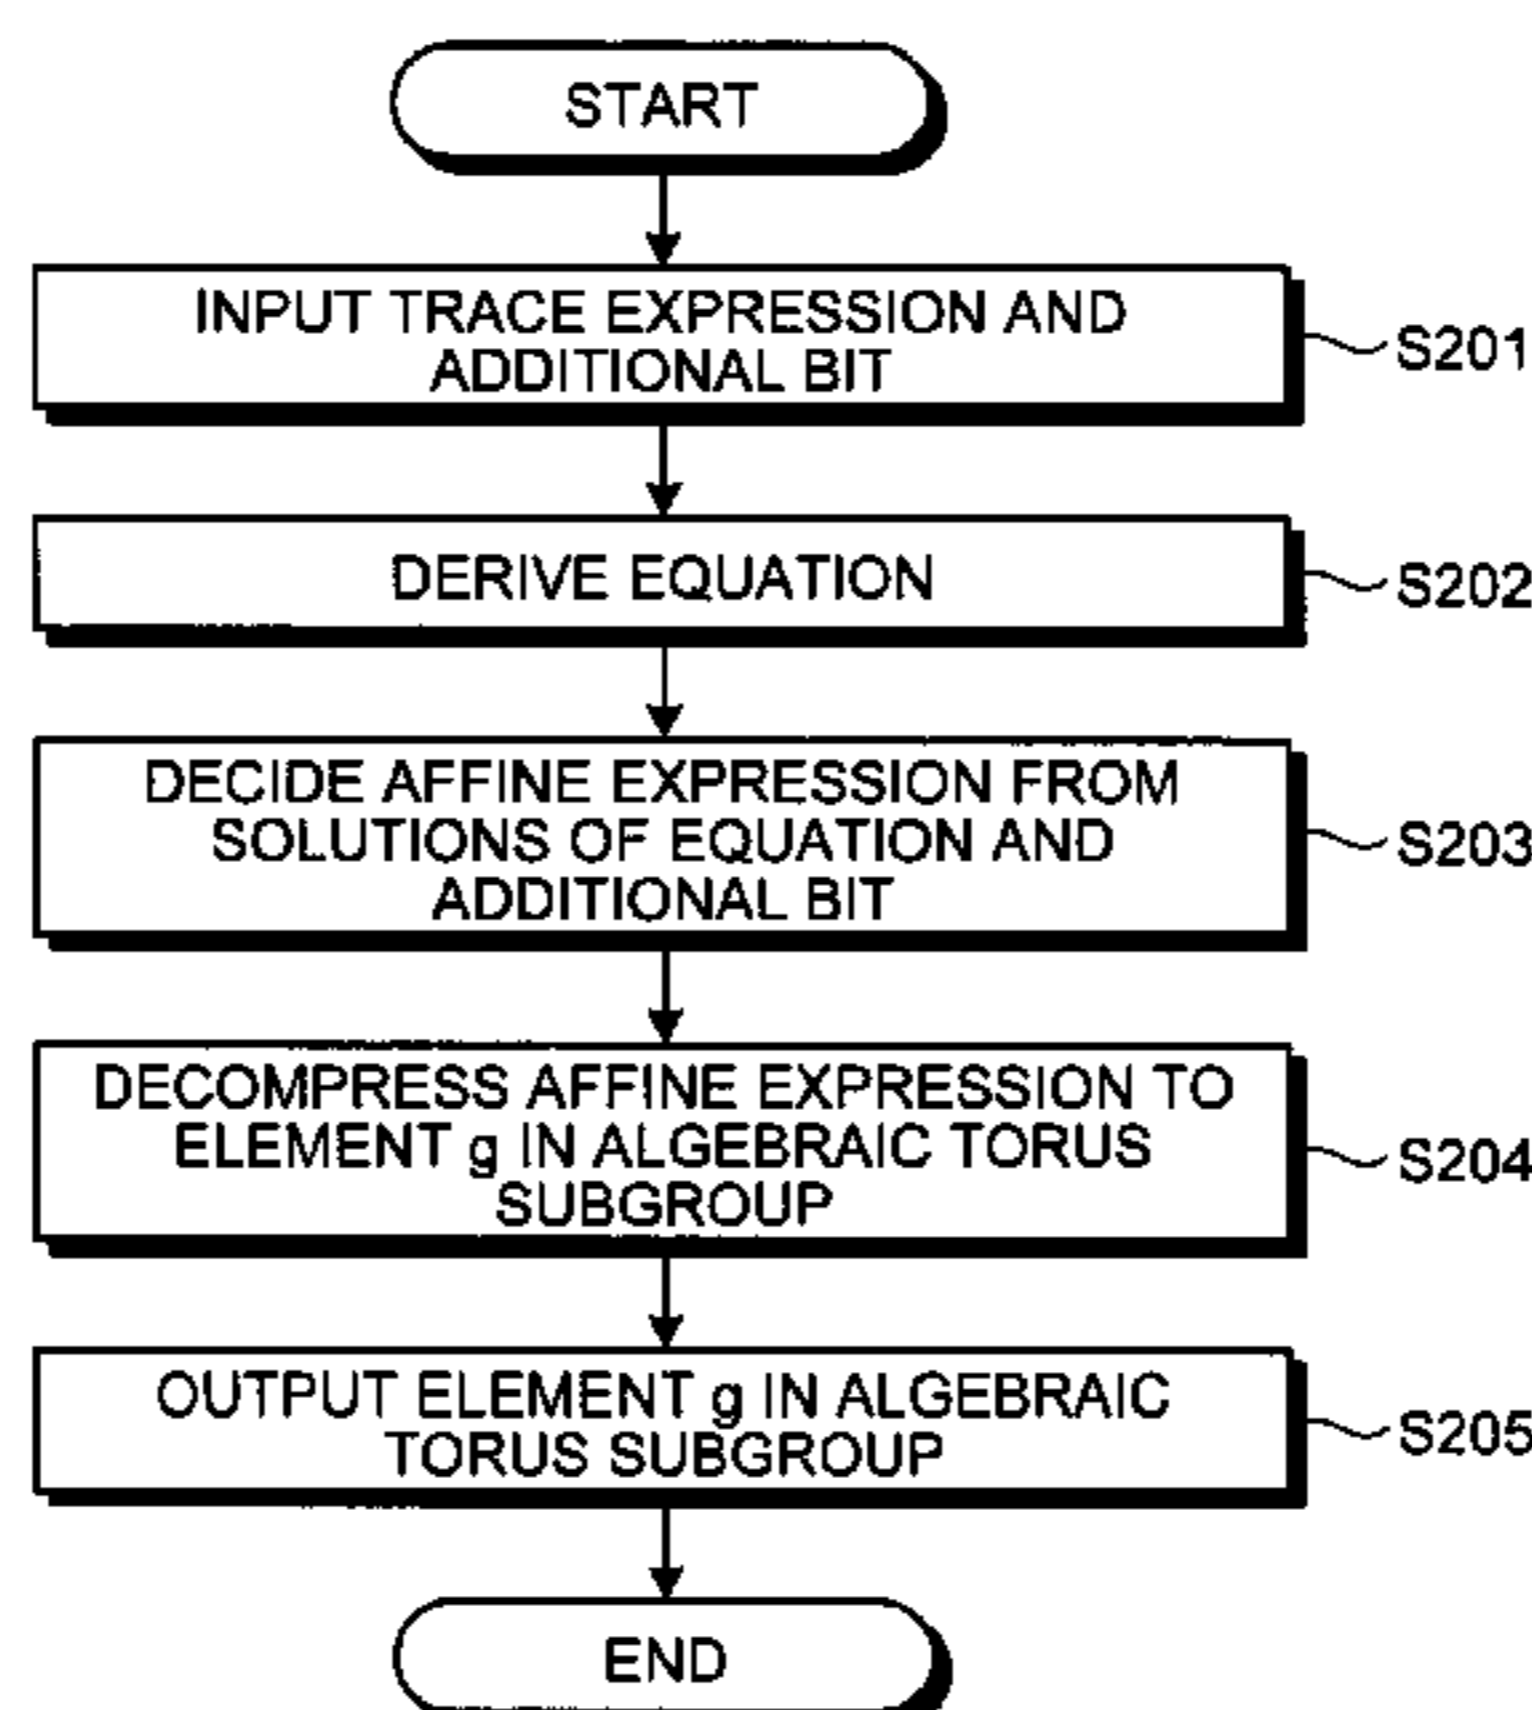 START
INPUT TRACE EXPRESSION AND
ADDITIONAL BIT
S201
DERIVE EQUATION
S202
DECIDE AFFINE EXPRESSION FROM
SOLUTIONS OF EQUATION AND
ADDITIONAL BIT
S203
DECOMPRESS AFFINE EXPRESSION TO
ELEMENT g IN ALGEBRAIC TORUS
SUBGROUP
S204
OUTPUT ELEMENT g IN ALGEBRAIC
TORUS SUBGROUP
S205
END